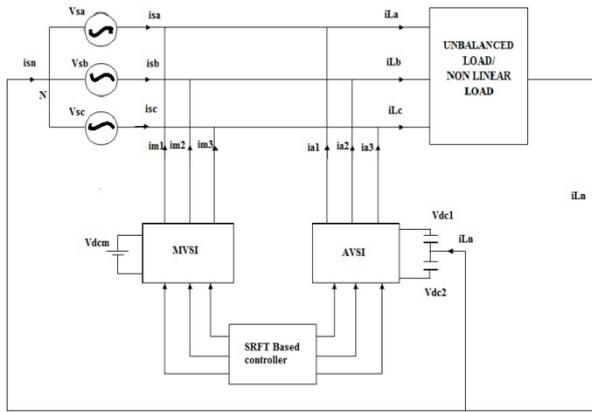 Vsa
isa
iLa
UNBALANCED
LOAD/
NON LINEAR
LOAD
isn
Vsb
isb
iLb
N
Vsc
isc
iLc
im1 im2 im3
ia1 ia2 ia3
iLn
Vdcm
MVSI
AVSI
Vdc1
iLn
Vdc2
SRFT Based
controller